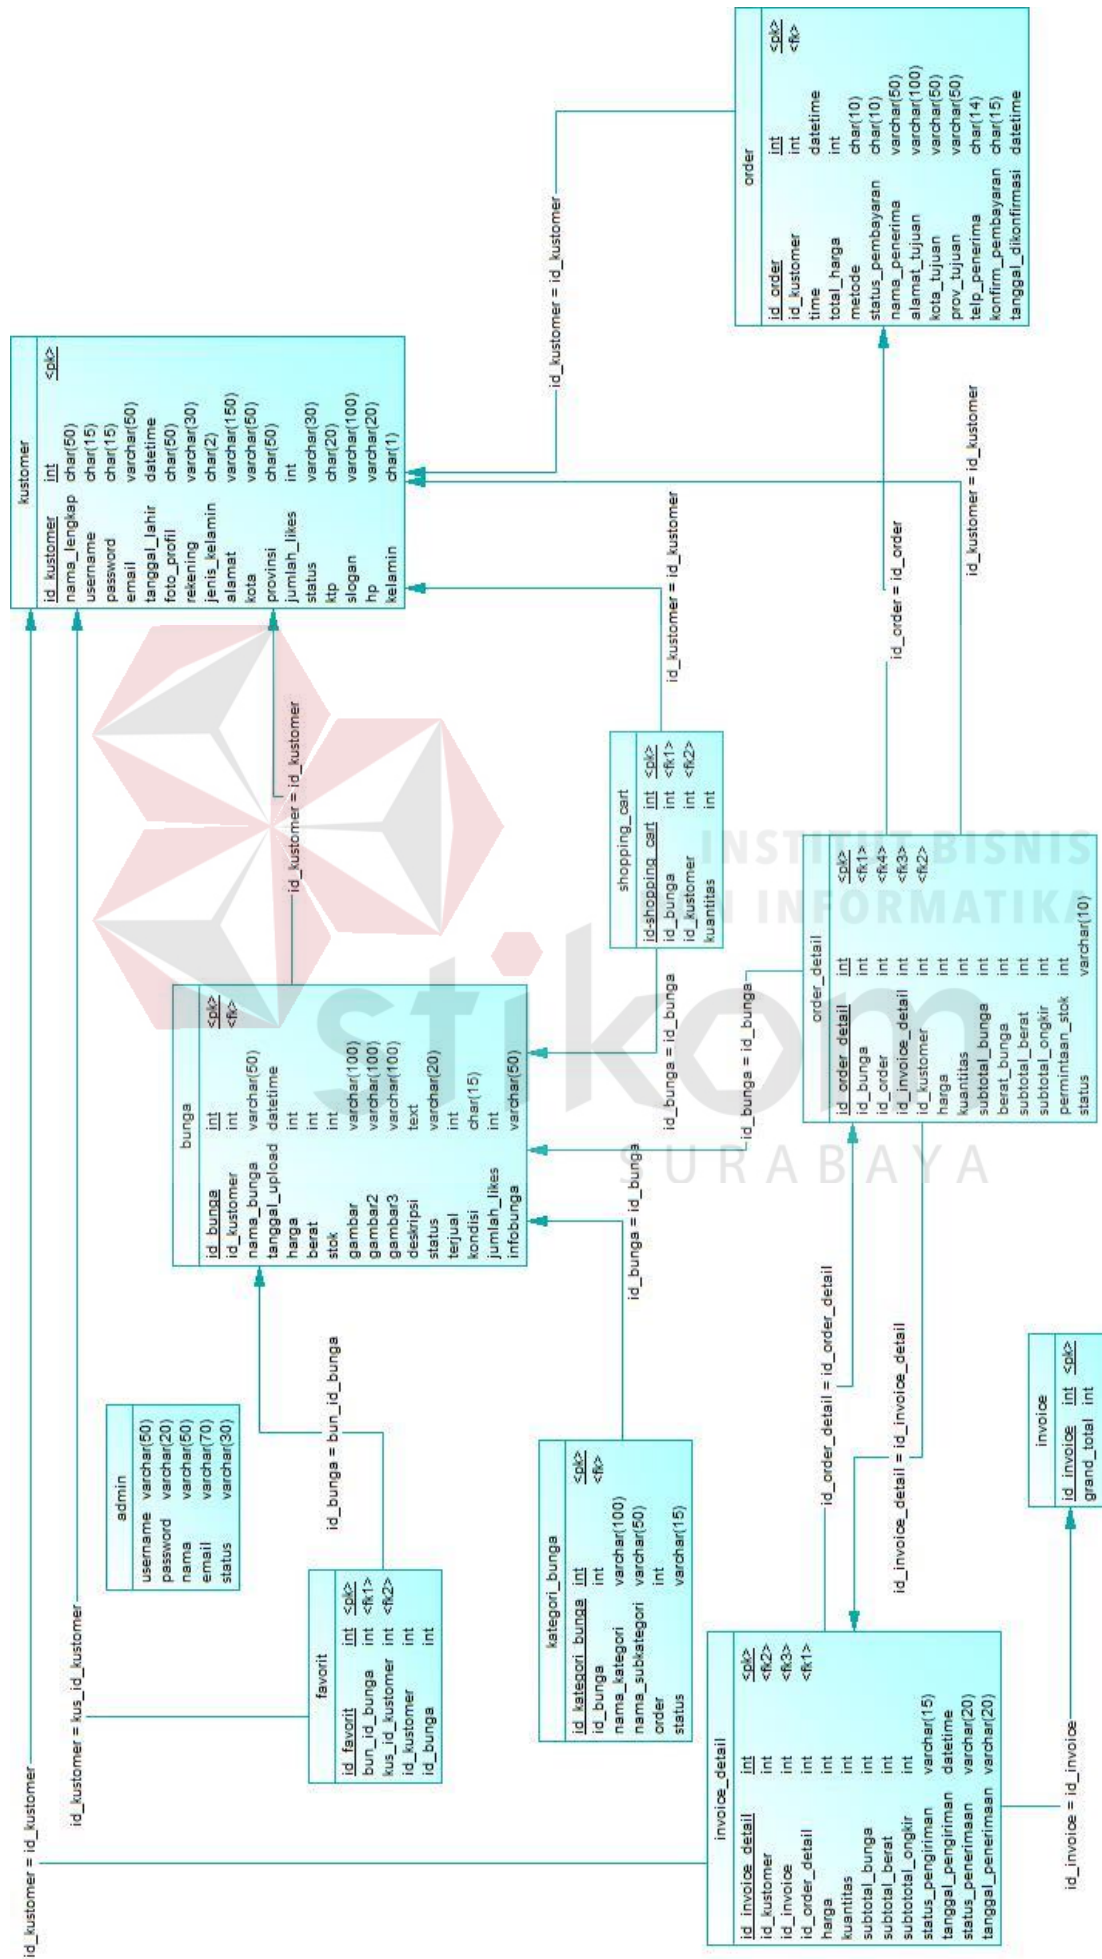 id_kustomer = id_kustomer
id_kustomer = kus_id_kustomer
kustomer
id_kustomer int <pk>
nama_lengkap char(50)
username char(15)
password char(15)
email varchar(50)
tanggal_lahir datetime
foto_profil char(50)
rekening varchar(30)
jenis_kelamin char(2)
alamat varchar(150)
kota varchar(50)
provinsi char(50)
jumlah_likes int
status varchar(30)
ktp char(20)
slogan varchar(100)
hp varchar(20)
kelamin char(1)
admin
username varchar(50)
password varchar(20)
nama varchar(50)
email varchar(70)
status varchar(30)
bunga
id_bunga int <pk>
id_kustomer int <fk>
nama_bunga varchar(50)
tanggal_upload datetime
harga int
berat int
stok int
gambar varchar(100)
gambar2 varchar(100)
gambar3 varchar(100)
deskripsi text
status varchar(20)
terjual int
kondisi char(15)
jumlah_likes int
infobunga varchar(50)
id_kustomer = id_kustomer
favorit
id_favorit int <pk>
bun_id_bunga int <fk1>
kus_id_kustomer int <fk2>
id_kustomer int
id_bunga int
id_bunga = bun_id_bunga
kategori_bunga
id_kategori_bunga int <pk>
id_bunga int <fk>
nama_kategori varchar(100)
nama_subkategori varchar(50)
order int
status varchar(15)
id_bunga = id_bunga
id_bunga = id_bunga
id_bunga = id_bunga
shopping_cart
id-shopping_cart int <pk>
id_bunga int <fk1>
id_kustomer int <fk2>
kuantitas int
id_kustomer = id_kustomer
id_kustomer = id_kustomer
order
id_order int <pk>
id_kustomer int <fk>
time datetime
total_harga int
metode char(10)
status_pembayaran char(10)
nama_penerima varchar(50)
alamat_tujuan varchar(100)
kota_tujuan varchar(50)
prov_tujuan varchar(50)
telp_penerima char(14)
konfirm_pembayaran char(15)
tanggal_dikonfirmasi datetime
invoice_detail
id_invoice_detail int <pk>
id_kustomer int <fk2>
id_invoice int <fk3>
id_order_detail int <fk1>
harga int
kuantitas int
subtotal_bunga int
subtotal_berat int
subtototal_ongkir int
status_pengiriman varchar(15)
tanggal_pengiriman datetime
status_penerimaan varchar(20)
tanggal_penerimaan varchar(20)
id_order_detail = id_order_detail
id_invoice_detail = id_invoice_detail
order_detail
id_order_detail int <pk>
id_bunga int <fk1>
id_order int <fk4>
id_invoice_detail int <fk3>
id_kustomer int <fk2>
harga int
kuantitas int
subtotal_bunga int
berat_bunga int
subtotal_berat int
subtotal_ongkir int
permintaan_stok int
status varchar(10)
id_order = id_order
id_kustomer = id_kustomer
id_invoice = id_invoice
invoice
id_invoice int <pk>
grand_total int
INSTITUT BISNIS
DAN INFORMATIKA
stikom
SURABAYA